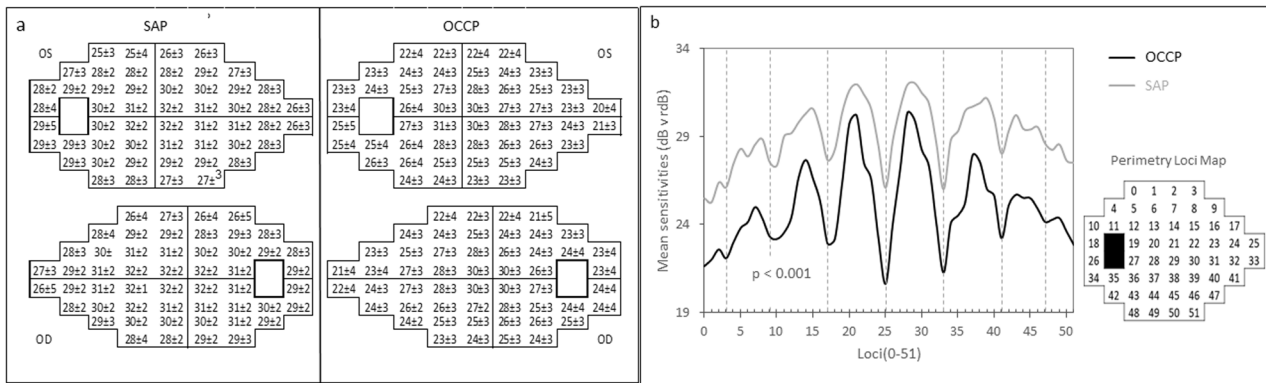 a
SAP
OCCP
OS
25±3 25±4 26±3 26±3
27±3 28±2 28±2 28±2 29±2 27±3
28±2 29±2 29±2 29±2 30±2 30±2 29±2 28±3
28±4 30±2 31±2 32±2 31±2 30±2 28±2 26±3
29±5 30±2 32±2 32±2 31±2 31±2 28±2 26±3
29±3 29±3 30±2 31±2 31±2 31±2 30±2 28±3
30±2 29±2 30±2 29±2 29±2 28±3
28±3 28±3 27±3 27±3
OS
22±4 22±4 22±4 22±4
23±3 24±3 24±3 24±3 24±3 23±3
23±3 24±3 25±3 27±3 27±3 25±3 25±3 23±3
23±4 26±4 30±3 30±3 28±3 27±3 23±3 20±4
25±5 27±3 31±3 30±3 28±3 27±3 24±3 21±3
25±4 25±4 27±3 28±3 27±3 26±3 26±3 23±3
26±3 26±3 25±3 25±3 24±3 23±3
24±3 24±3 23±3 23±3
26±4 27±3 26±4 26±5
28±4 29±2 29±2 28±3 29±3 28±3
28±3 30± 31±2 31±2 30±2 30±2 29±2 28±3
27±3 29±2 31±2 32±2 32±2 32±2 31±2 29±2
26±5 29±2 32±1 32±2 32±2 32±2 31±2 29±2
28±2 30±2 32±2 31±2 31±2 31±2 30±2 29±2
29±3 30±2 30±2 30±2 31±2 29±2
28±4 28±2 29±2 29±3
OD
22±4 22±3 22±4 21±5
23±3 25±3 24±3 24±3 24±3 23±3
23±3 25±3 26±3 28±3 27±3 25±3 24±4 23±4
21±4 23±4 27±3 28±3 30±3 30±3 26±3 23±4
22±4 24±3 27±3 28±3 30±3 30±3 27±3 24±4
24±3 26±3 27±3 28±3 27±3 26±3 24±4 24±4
24±2 25±3 26±3 26±3 26±3 25±3
23±3 24±3 25±3 24±3
OD
b
34
29
24
19
Mean sensitivities (dB v rdB)
0 5 10 15 20 25 30 35 40 45 50
Loci(0-51)
p < 0.001
OCCP
SAP
Perimetry Loci Map
0 1 2 3
4 5 6 7 8 9
10 11 12 13 14 15 16 17
18 19 20 21 22 23 24 25
26 27 28 29 30 31 32 33
34 35 36 37 38 39 40 41
42 43 44 45 46 47
48 49 50 51